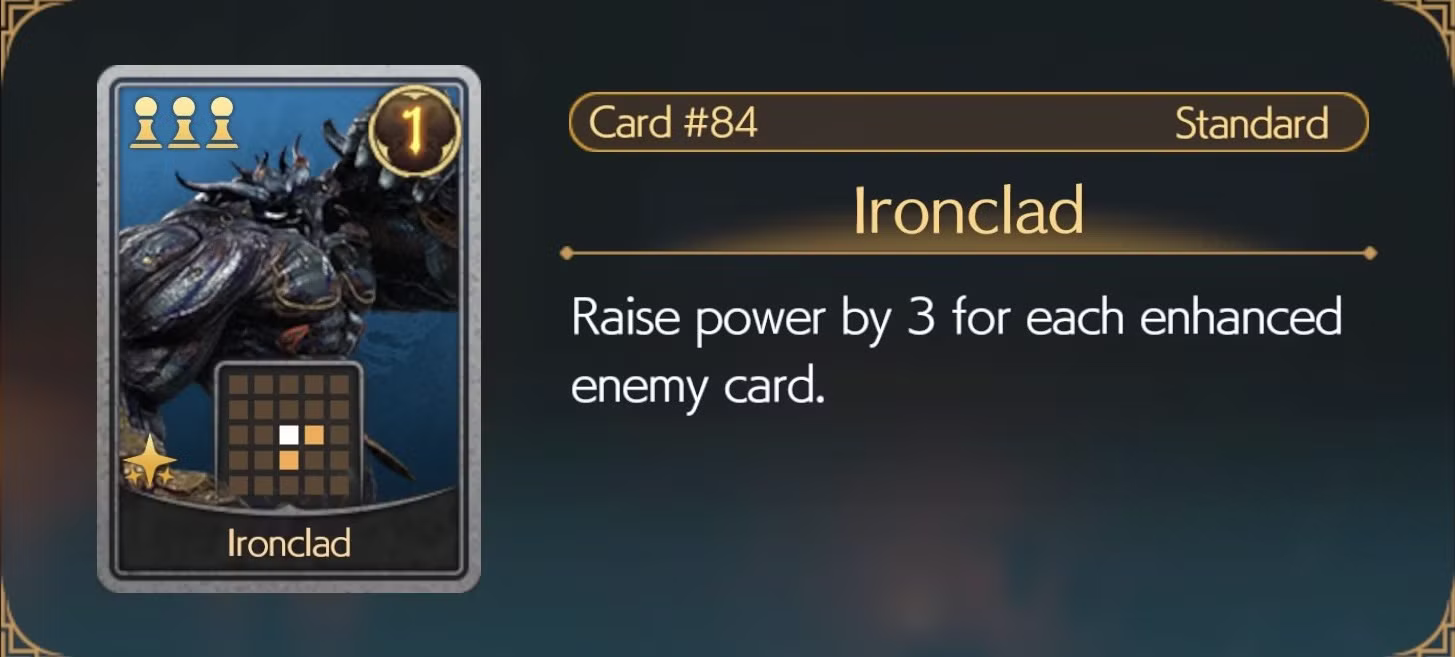 1
Card #84 Standard
Ironclad
Raise power by 3 for each enhanced
enemy card.
Ironclad